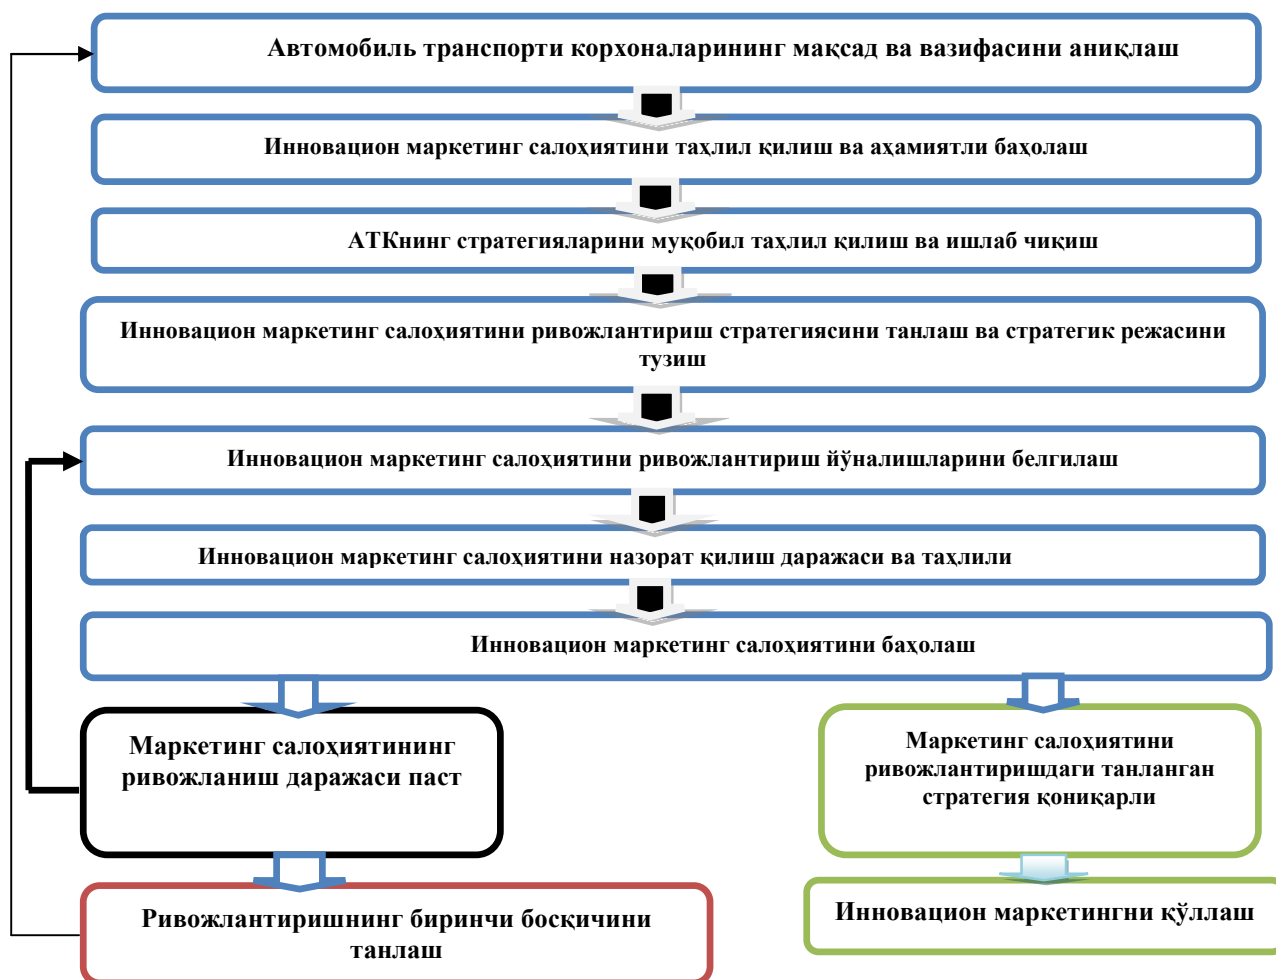 Автомобиль транспорти корхоналарининг мақсад ва вазифасини аниқлаш
Инновацион маркетинг салоҳиятини таҳлил қилиш ва аҳамиятли баҳолаш
АТКнинг стратегияларини муқобил таҳлил қилиш ва ишлаб чиқиш
Инновацион маркетинг салоҳиятини ривожлантириш стратегиясини танлаш ва стратегик режасини
тузиш
Инновацион маркетинг салоҳиятини ривожлантириш йўналишларини белгилаш
Инновацион маркетинг салоҳиятини назорат қилиш даражаси ва таҳлили
Инновацион маркетинг салоҳиятини баҳолаш
Маркетинг салоҳиятининг
ривожланиш даражаси паст
Маркетинг салоҳиятини
ривожлантиришдаги танланган
стратегия қониқарли
Ривожлантиришнинг биринчи босқичини
танлаш
Инновацион маркетингни қўллаш